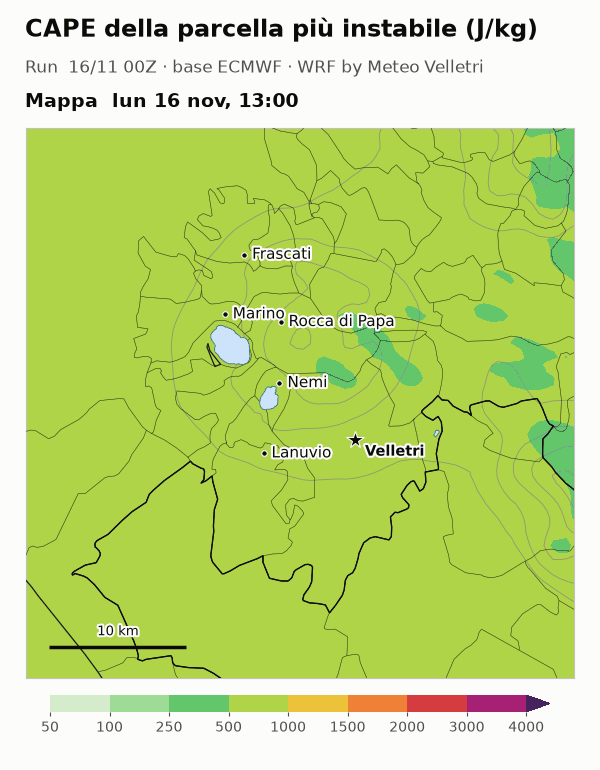 CAPE della parcella più instabile (J/kg)
Run  16/11 00Z · base ECMWF · WRF by Meteo Velletri
Mappa  lun 16 nov, 13:00
Frascati
Marino
Rocca di Papa
Nemi
Velletri
Lanuvio
10 km
50 100 250 500 1000 1500 2000 3000 4000